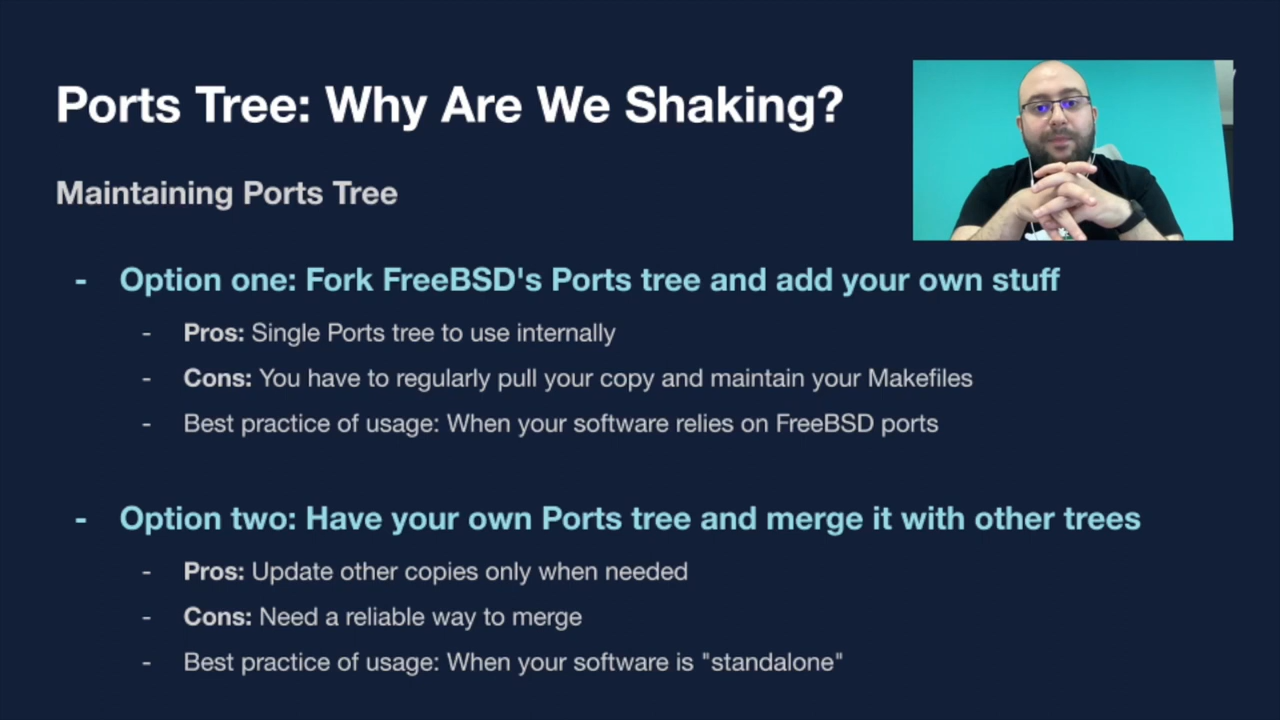 Ports Tree: Why Are We Shaking?
Maintaining Ports Tree
- Option one: Fork FreeBSD's Ports tree and add your own stuff
- Pros: Single Ports tree to use internally
- Cons: You have to regularly pull your copy and maintain your Makefiles
- Best practice of usage: When your software relies on FreeBSD ports
- Option two: Have your own Ports tree and merge it with other trees
- Pros: Update other copies only when needed
- Cons: Need a reliable way to merge
- Best practice of usage: When your software is "standalone"